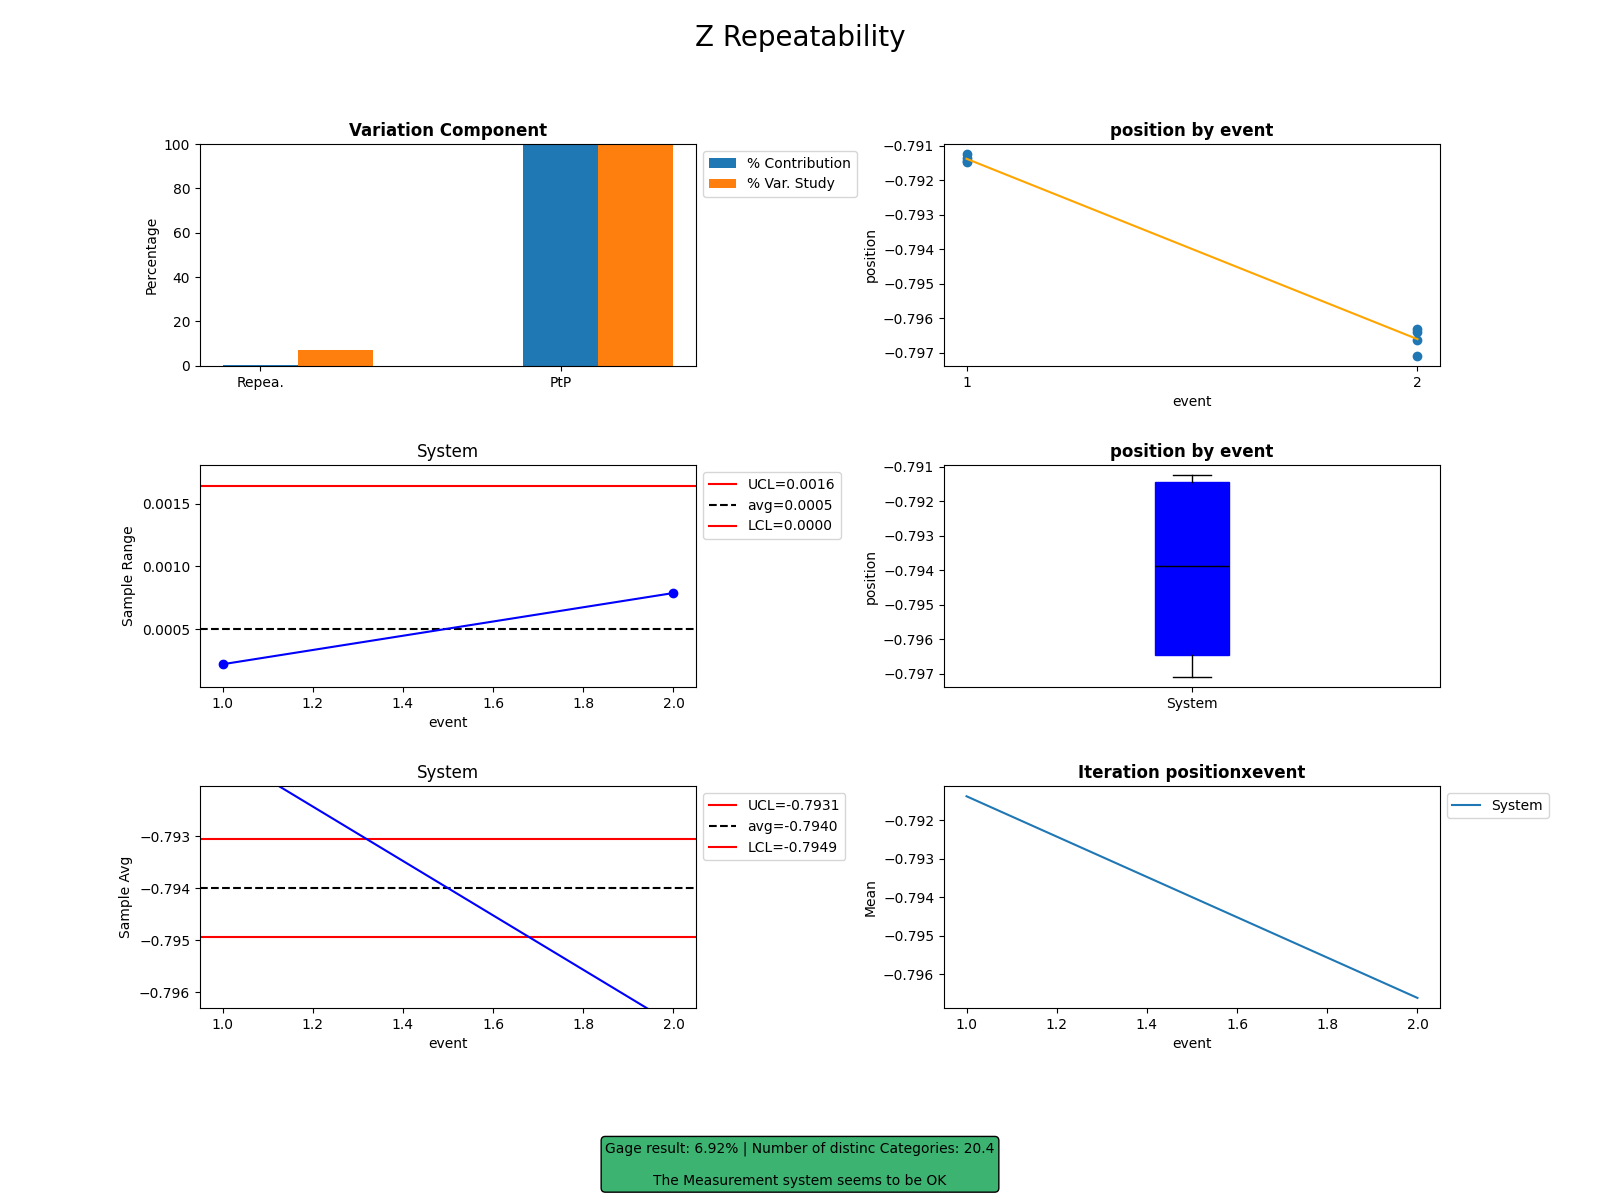 Z Repeatability
Variation Component
100
80
60
40
20
0
Percentage
Repea.
PtP
% Contribution
% Var. Study
position by event
−0.791
−0.792
−0.793
−0.794
−0.795
−0.796
−0.797
position
1
2
event
System
0.0015
0.0010
0.0005
Sample Range
1.0
1.2
1.4
1.6
1.8
2.0
event
UCL=0.0016
avg=0.0005
LCL=0.0000
position by event
−0.791
−0.792
−0.793
−0.794
−0.795
−0.796
−0.797
position
System
System
−0.793
−0.794
−0.795
−0.796
Sample Avg
1.0
1.2
1.4
1.6
1.8
2.0
event
UCL=-0.7931
avg=-0.7940
LCL=-0.7949
Iteration positionxevent
−0.792
−0.793
−0.794
−0.795
−0.796
Mean
1.0
1.2
1.4
1.6
1.8
2.0
event
System
Gage result: 6.92% | Number of distinc Categories: 20.4
The Measurement system seems to be OK